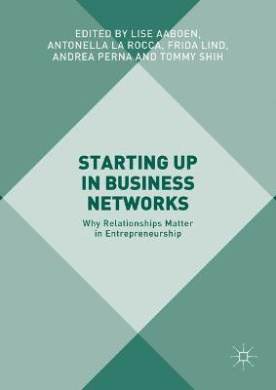 EDITED BY LISE AABOEN,
ANTONELLA LA ROCCA, FRIDA LIND,
ANDREA PERNA AND TOMMY SHIH
STARTING UP
IN BUSINESS
NETWORKS
Why Relationships Matter
in Entrepreneurship